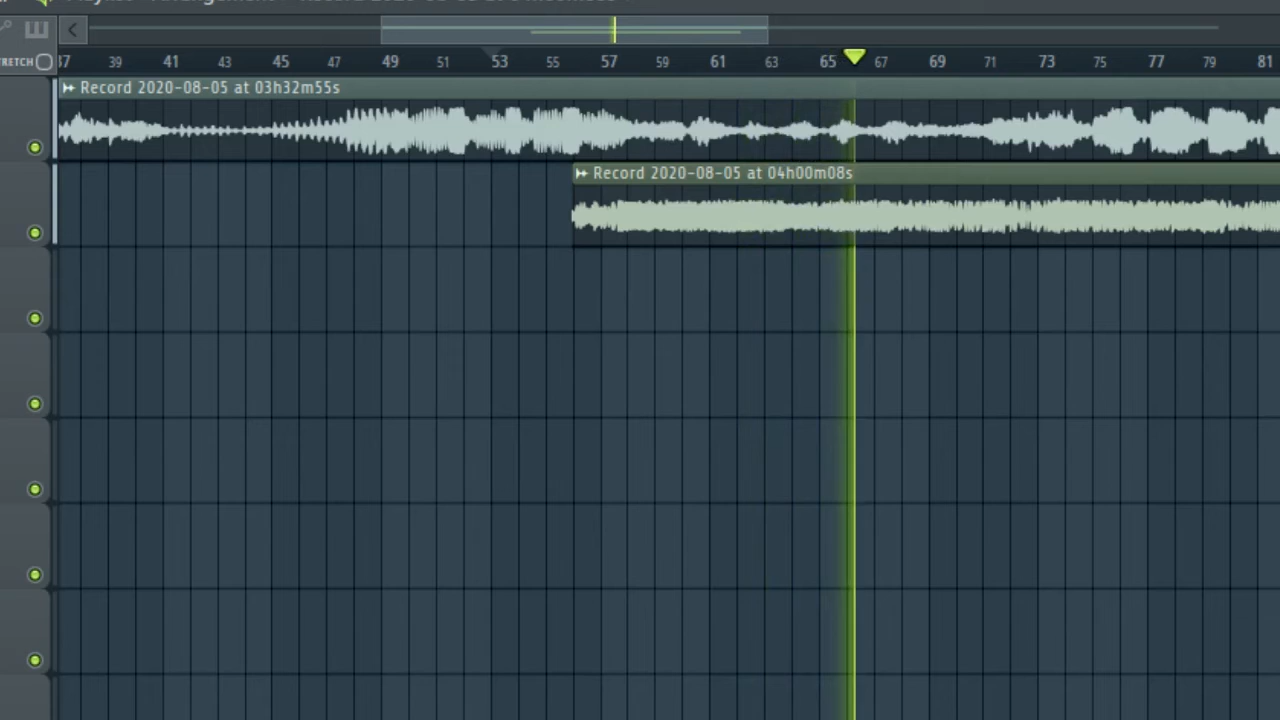 TRETCH
37 39 41 43 45 47 49 51 53 55 57 59 61 63 65 67 69 71 73 75 77 79 81
Record 2020-08-05 at 03h32m55s
Record 2020-08-05 at 04h00m08s